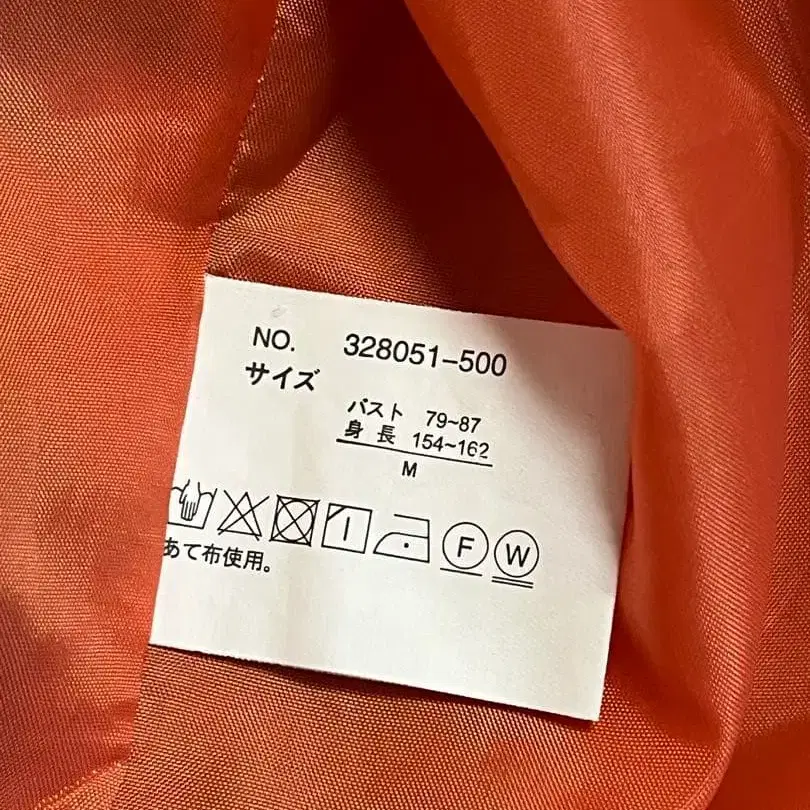 NO. 328051-500
サイズ
バスト 79~87
身長 154~162
M
F W
あて布使用。